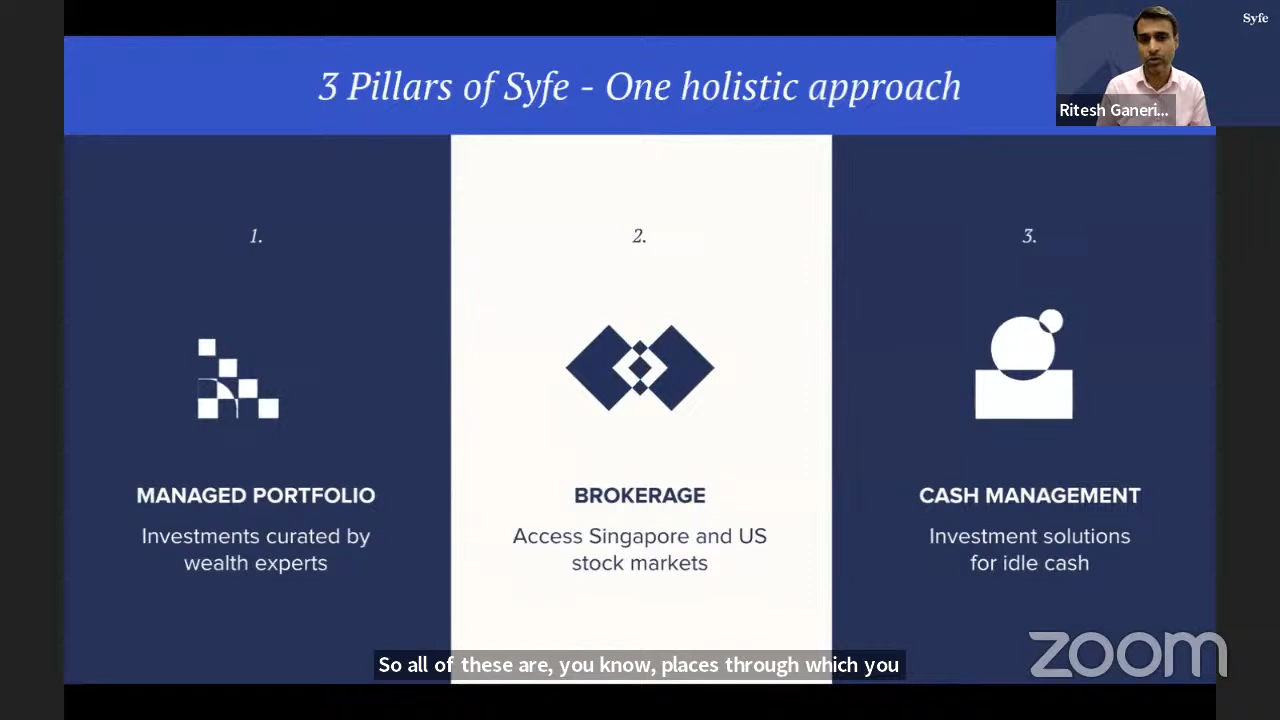 3 Pillars of Syfe - One holistic approach
Syfe
Ritesh Ganeri...
1.
2.
3.
MANAGED PORTFOLIO
Investments curated by
wealth experts
BROKERAGE
Access Singapore and US
stock markets
CASH MANAGEMENT
Investment solutions
for idle cash
So all of these are, you know, places through which you
zoom